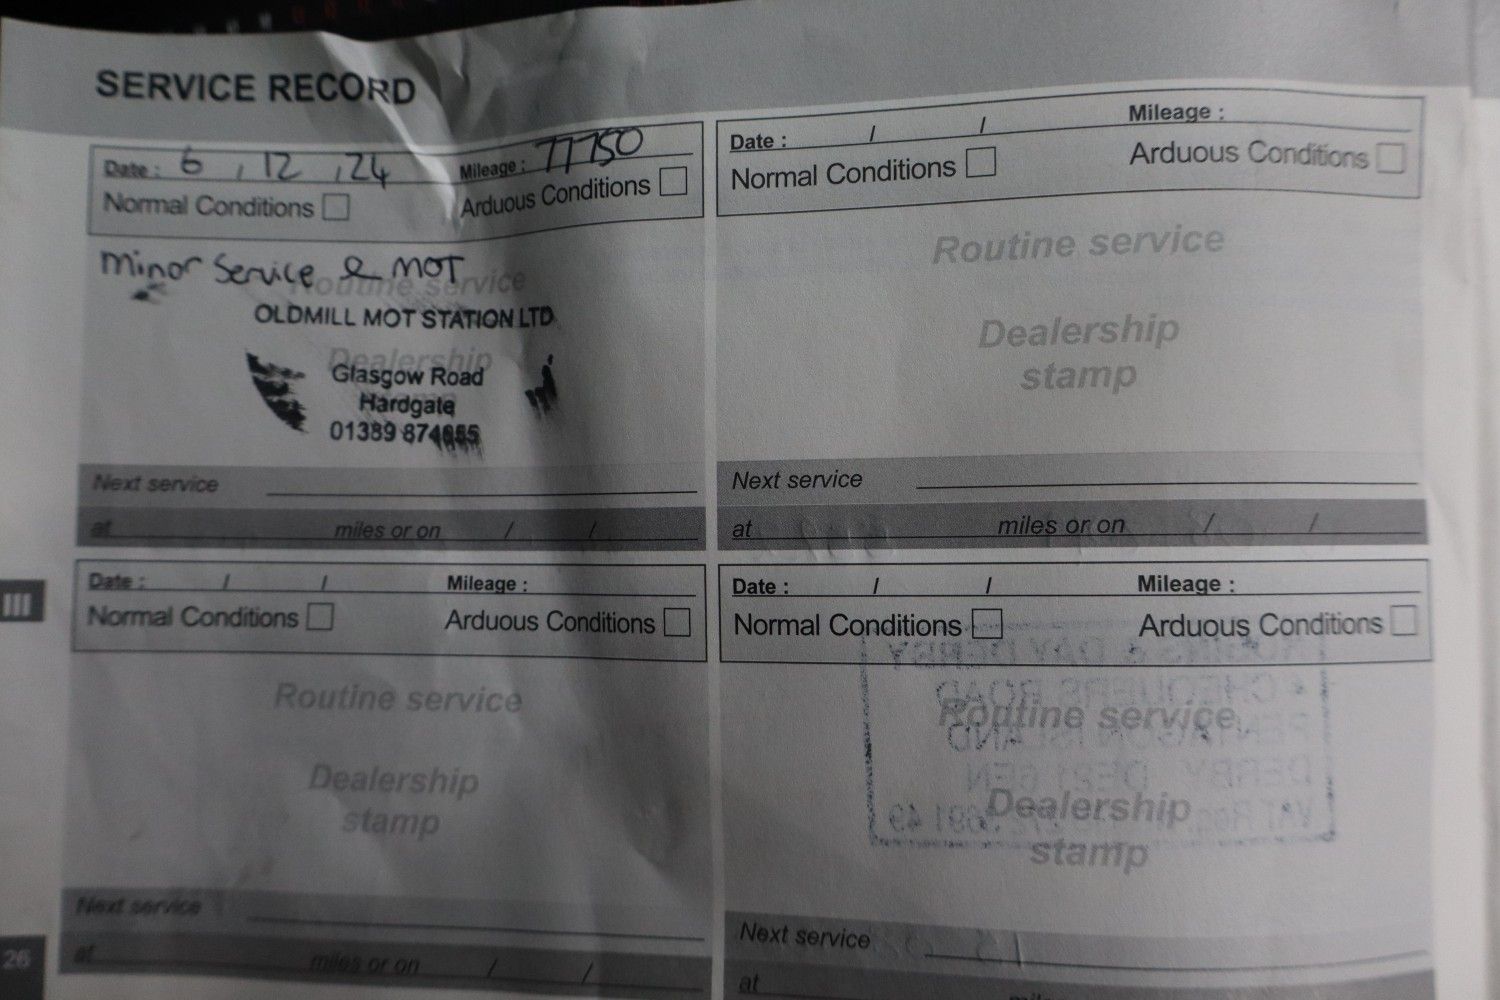 SERVICE RECORD
Date : 6 / 12 / 24 Mileage : 77750
Normal Conditions Arduous Conditions
Minor Service & MOT
Routine service
OLDMILL MOT STATION LTD
Dealership
Glasgow Road
Hardgate
01389 874
Next service
at miles or on / /
Date : / / Mileage :
Normal Conditions Arduous Conditions
Routine service
Dealership
stamp
Next service
at miles or on / /
III
Date : / / Mileage :
Normal Conditions Arduous Conditions
Routine service
Dealership
stamp
Next service
at miles or on / /
Date : / / Mileage :
Normal Conditions Arduous Conditions
Routine service
Dealership
stamp
Next service
at
26